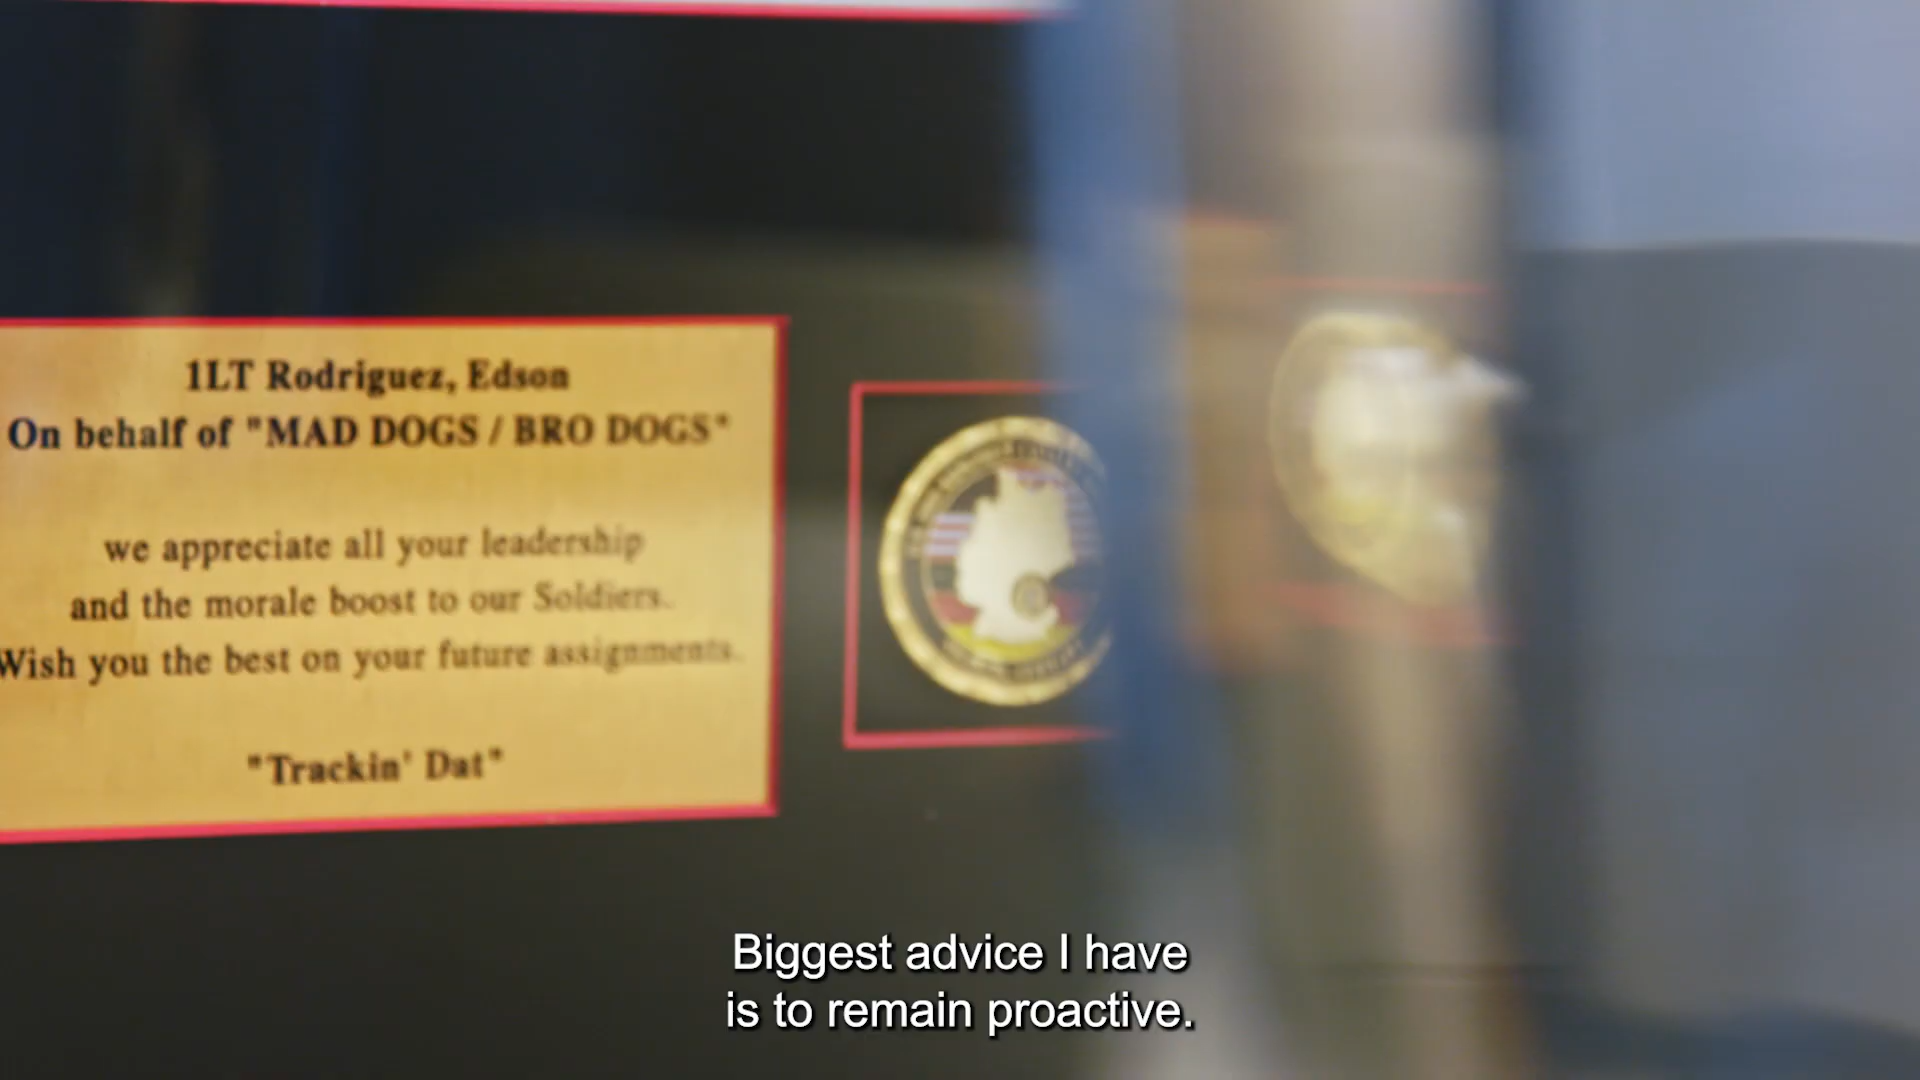 1LT Rodriguez, Edson
On behalf of "MAD DOGS / BRO DOGS"
we appreciate all your leadership
and the morale boost to our Soldiers.
Wish you the best on your future assignments.
"Trackin' Dat"
Biggest advice I have
is to remain proactive.